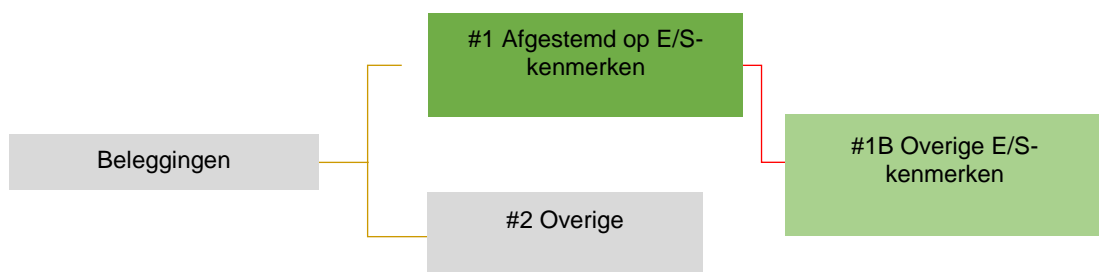 Beleggingen
#1 Afgestemd op E/S-
kenmerken
#2 Overige
#1B Overige E/S-
kenmerken